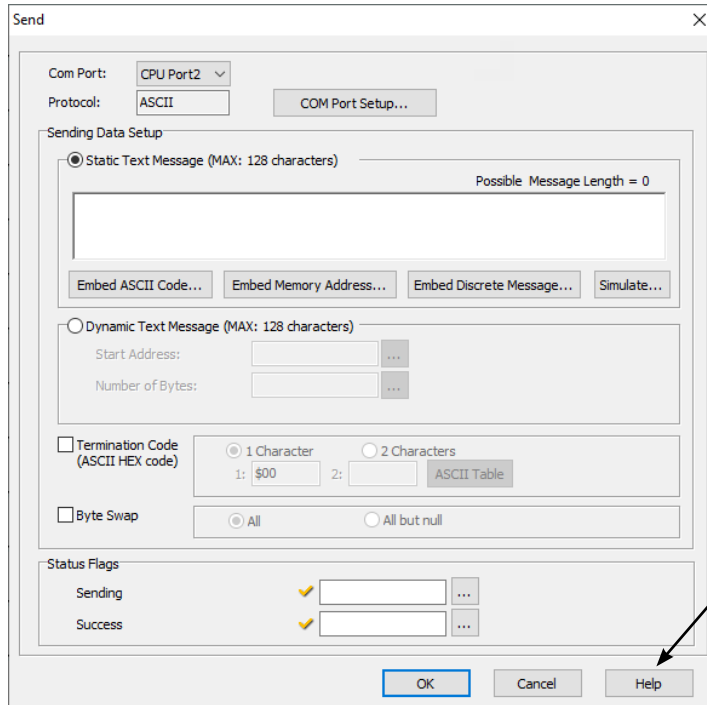 Send
Com Port: CPU Port2
Protocol: ASCII COM Port Setup...
Sending Data Setup
Static Text Message (MAX: 128 characters)
Possible Message Length = 0
Embed ASCII Code... Embed Memory Address... Embed Discrete Message... Simulate...
Dynamic Text Message (MAX: 128 characters)
Start Address: ...
Number of Bytes: ...
Termination Code
(ASCII HEX code)
1 Character 2 Characters
1: $00 2: ASCII Table
Byte Swap All All but null
Status Flags
Sending ...
Success ...
OK Cancel Help